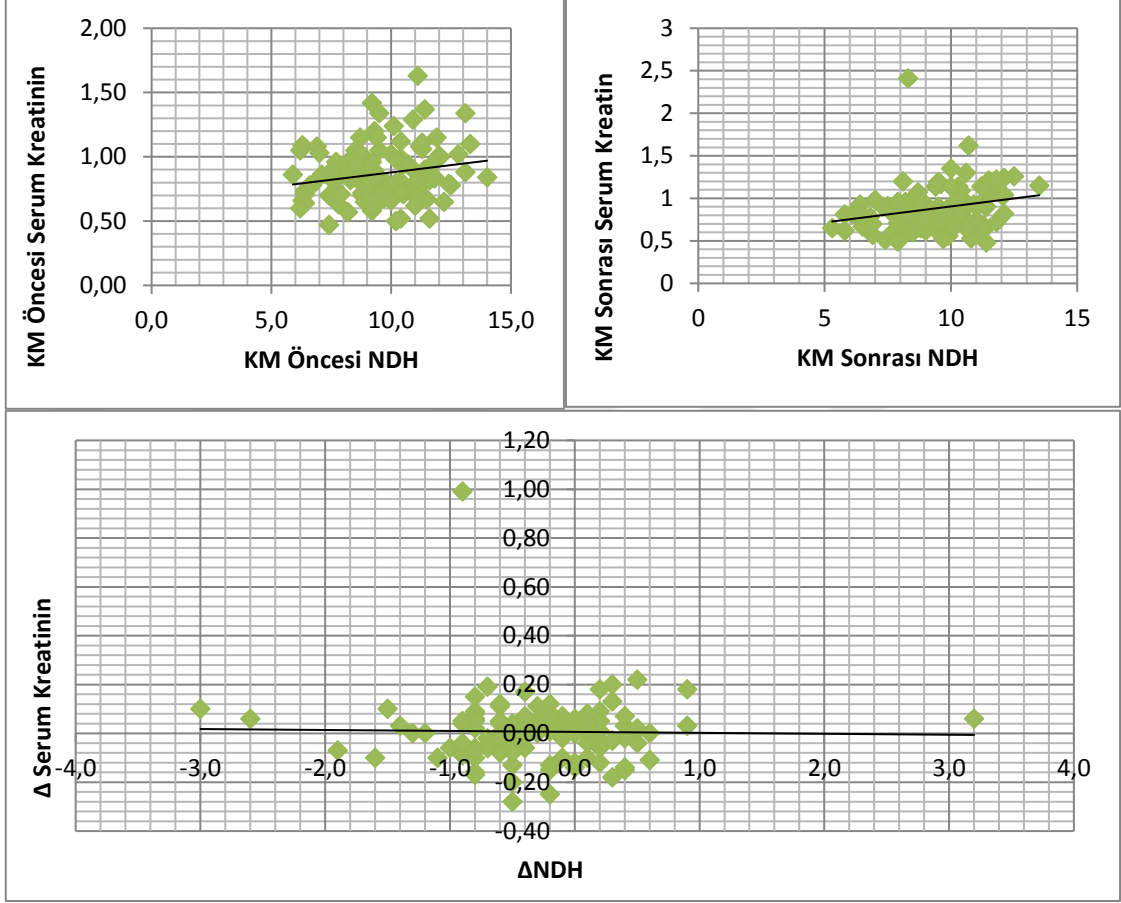 2,00
1,50
1,00
0,50
0,00
0,0 5,0 10,0 15,0
KM Öncesi Serum Kreatinin
KM Öncesi NDH
3
2,5
2
1,5
1
0,5
0
0 5 10 15
KM Sonrası Serum Kreatin
KM Sonrası NDH
1,20
1,00
0,80
0,60
0,40
0,20
0,00
-0,20
-0,40
-4,0 -3,0 -2,0 -1,0 0,0 1,0 2,0 3,0 4,0
Δ Serum Kreatinin
ΔNDH